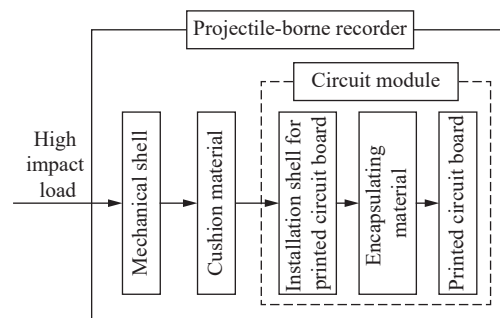 Projectile-borne recorder
Circuit module
High
impact
load
Mechanical shell
Cushion material
Installation shell for
printed circuit board
Encapsulating
material
Printed circuit board